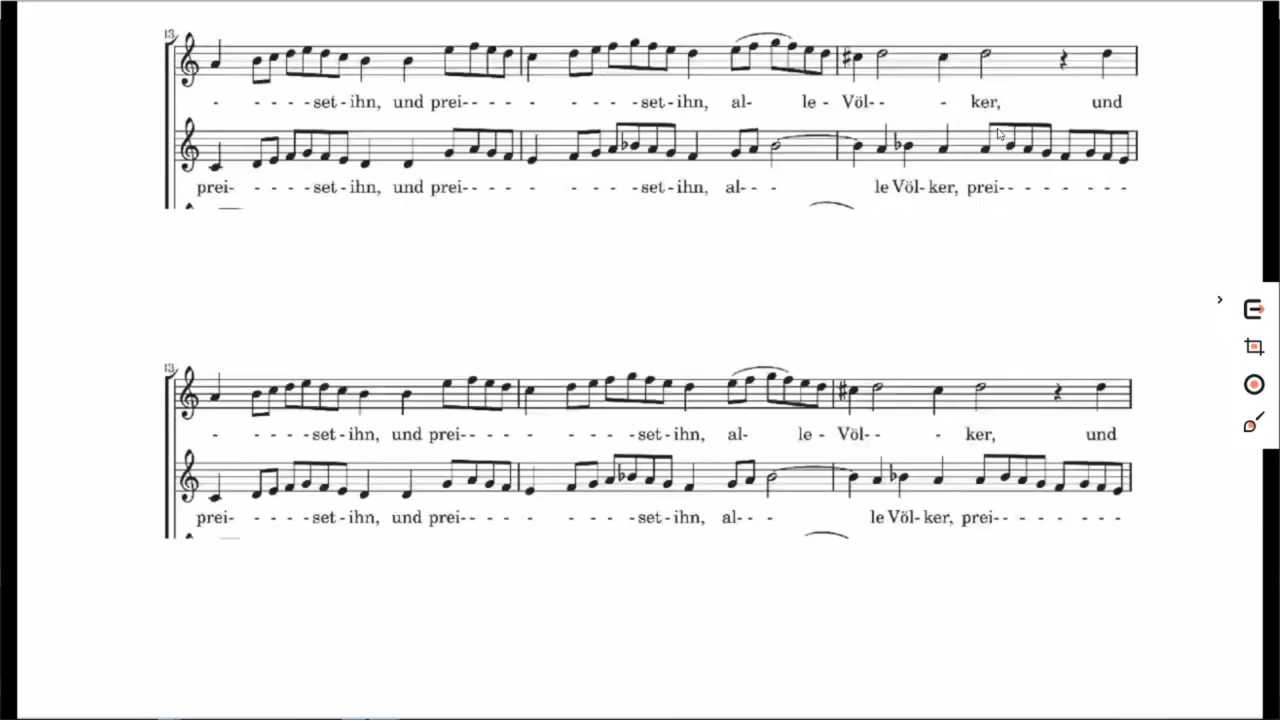 13
- - - - - set - ihn, und prei- - - - - - - - - set - ihn, al- le - Völ-- - ker, und
prei- - - - - set - ihn, und prei- - - - - - - - - set - ihn, al- - - le Völ- ker, prei- - - - - - - -
13
- - - - - set - ihn, und prei- - - - - - - - - set - ihn, al- le - Völ-- - ker, und
prei- - - - - set - ihn, und prei- - - - - - - - - set - ihn, al- - - le Völ- ker, prei- - - - - - - -